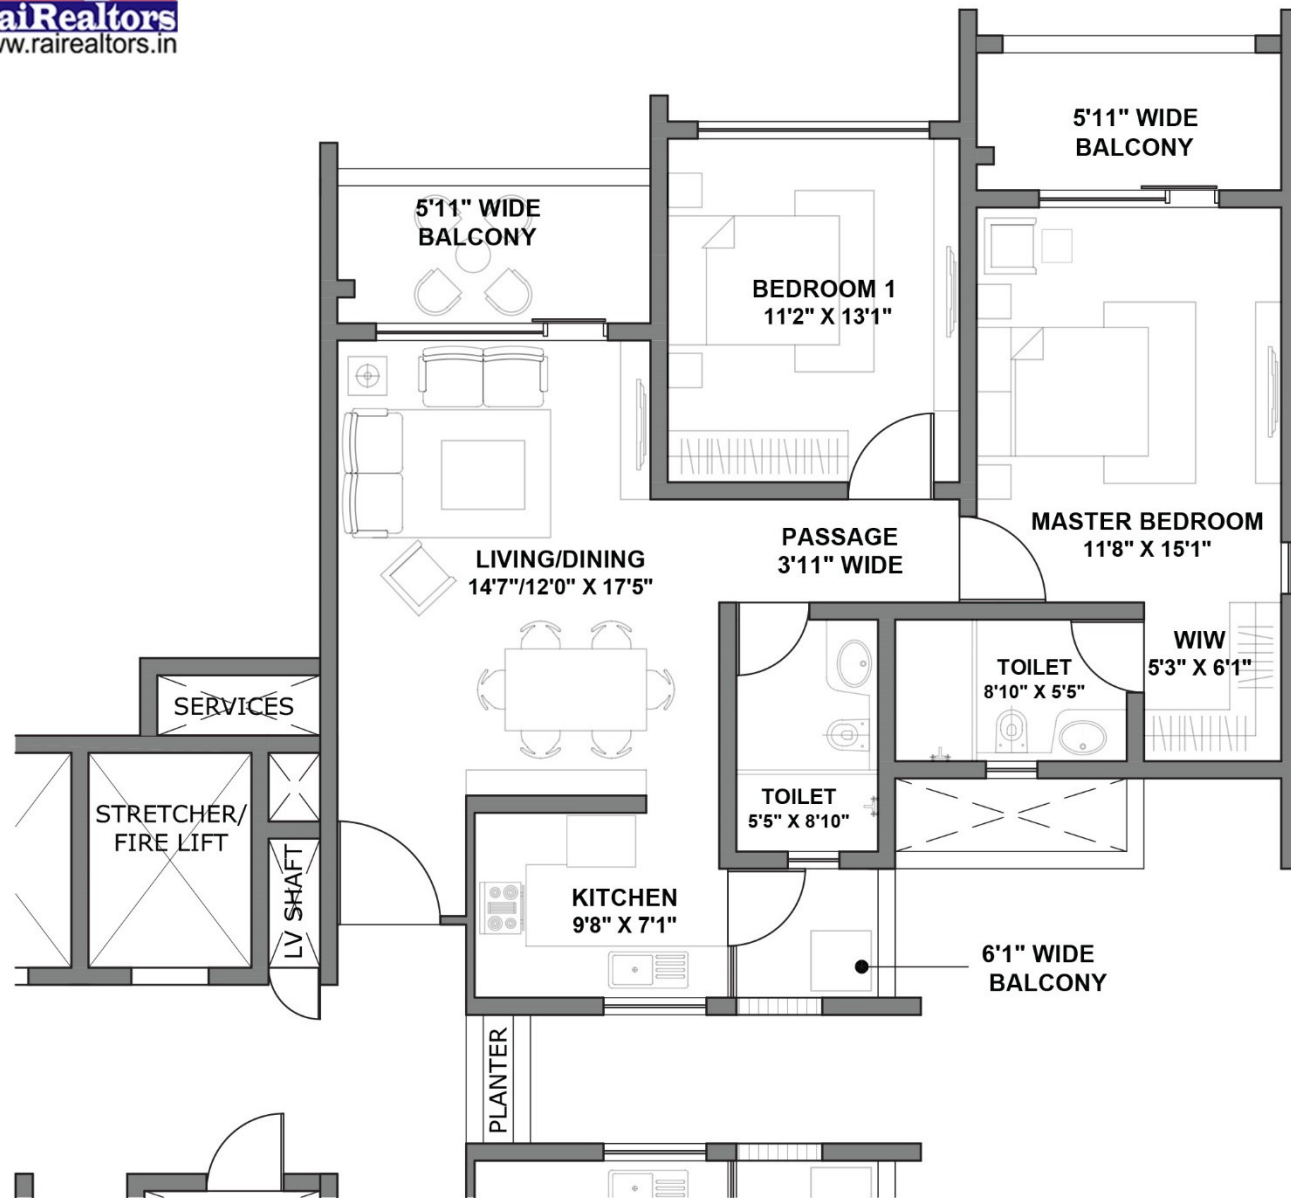 aiRealtors
ww.rairealtors.in
5'11" WIDE
BALCONY
5'11" WIDE
BALCONY
BEDROOM 1
11'2" X 13'1"
MASTER BEDROOM
11'8" X 15'1"
PASSAGE
3'11" WIDE
LIVING/DINING
14'7"/12'0" X 17'5"
WIW
5'3" X 6'1"
TOILET
8'10" X 5'5"
SERVICES
STRETCHER/
FIRE LIFT
LV SHAFT
TOILET
5'5" X 8'10"
KITCHEN
9'8" X 7'1"
6'1" WIDE
BALCONY
PLANTER